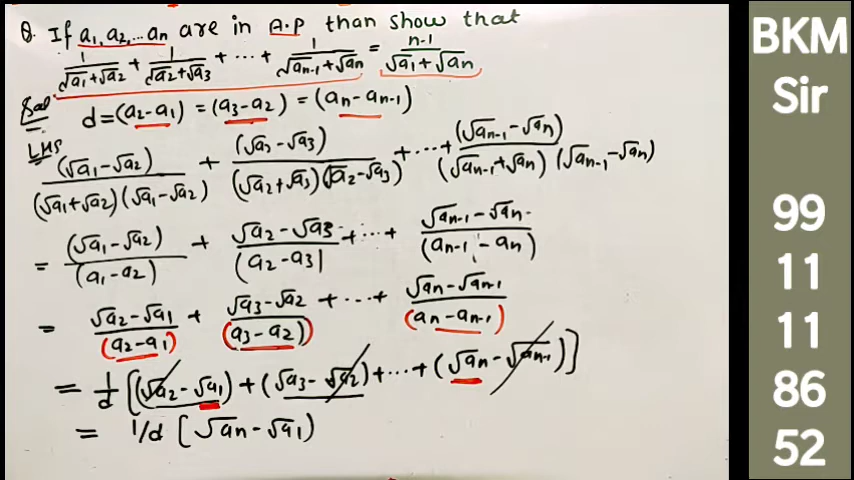 Q. If a₁, a₂, ... aₙ are in A.P than show that
1/(√a₁+√a₂) + 1/(√a₂+√a₃) + ... + 1/(√aₙ₋₁+√aₙ) = (n-1)/(√a₁+√aₙ)
Sol. d = (a₂-a₁) = (a₃-a₂) = (aₙ-aₙ₋₁)
LHS
(√a₁-√a₂)/((√a₁+√a₂)(√a₁-√a₂)) + (√a₂-√a₃)/((√a₂+√a₃)(√a₂-√a₃)) + ... + (√aₙ₋₁-√aₙ)/((√aₙ₋₁+√aₙ)(√aₙ₋₁-√aₙ))
= (√a₁-√a₂)/(a₁-a₂) + (√a₂-√a₃)/(a₂-a₃) + ... + (√aₙ₋₁-√aₙ)/(aₙ₋₁-aₙ)
= (√a₂-√a₁)/(a₂-a₁) + (√a₃-√a₂)/(a₃-a₂) + ... + (√aₙ-√aₙ₋₁)/(aₙ-aₙ₋₁)
= 1/d [(√a₂-√a₁) + (√a₃-√a₂) + ... + (√aₙ-√aₙ₋₁)]
= 1/d [√aₙ-√a₁)
BKM
Sir
99
11
11
86
52